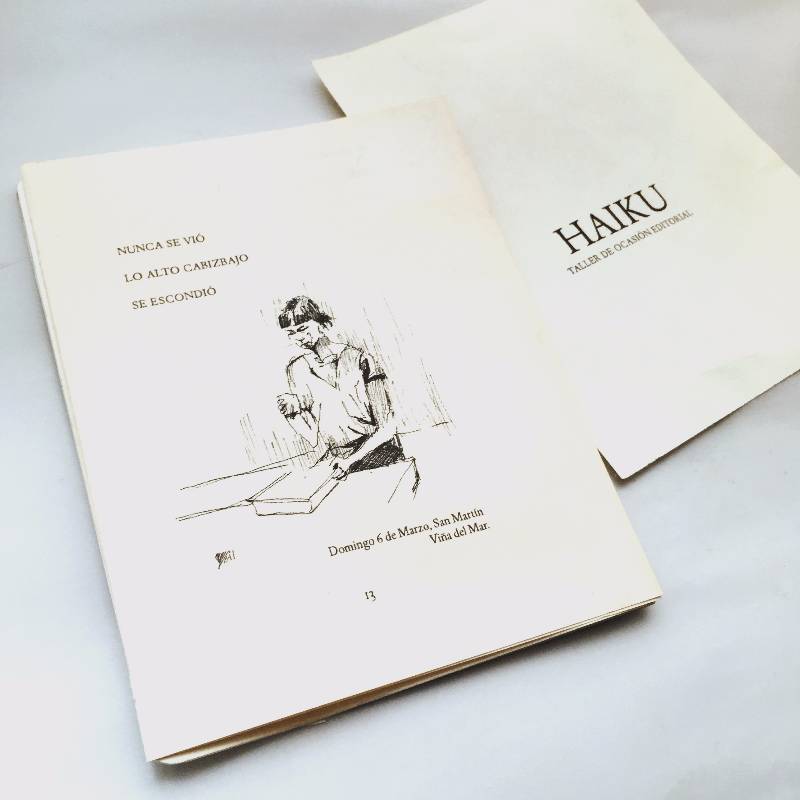 NUNCA SE VIÓ
LO ALTO CABIZBAJO
SE ESCONDIÓ
Domingo 6 de Marzo, San Martín
Viña del Mar.
13
HAIKU
TALLER DE OCASIÓN EDITORIAL